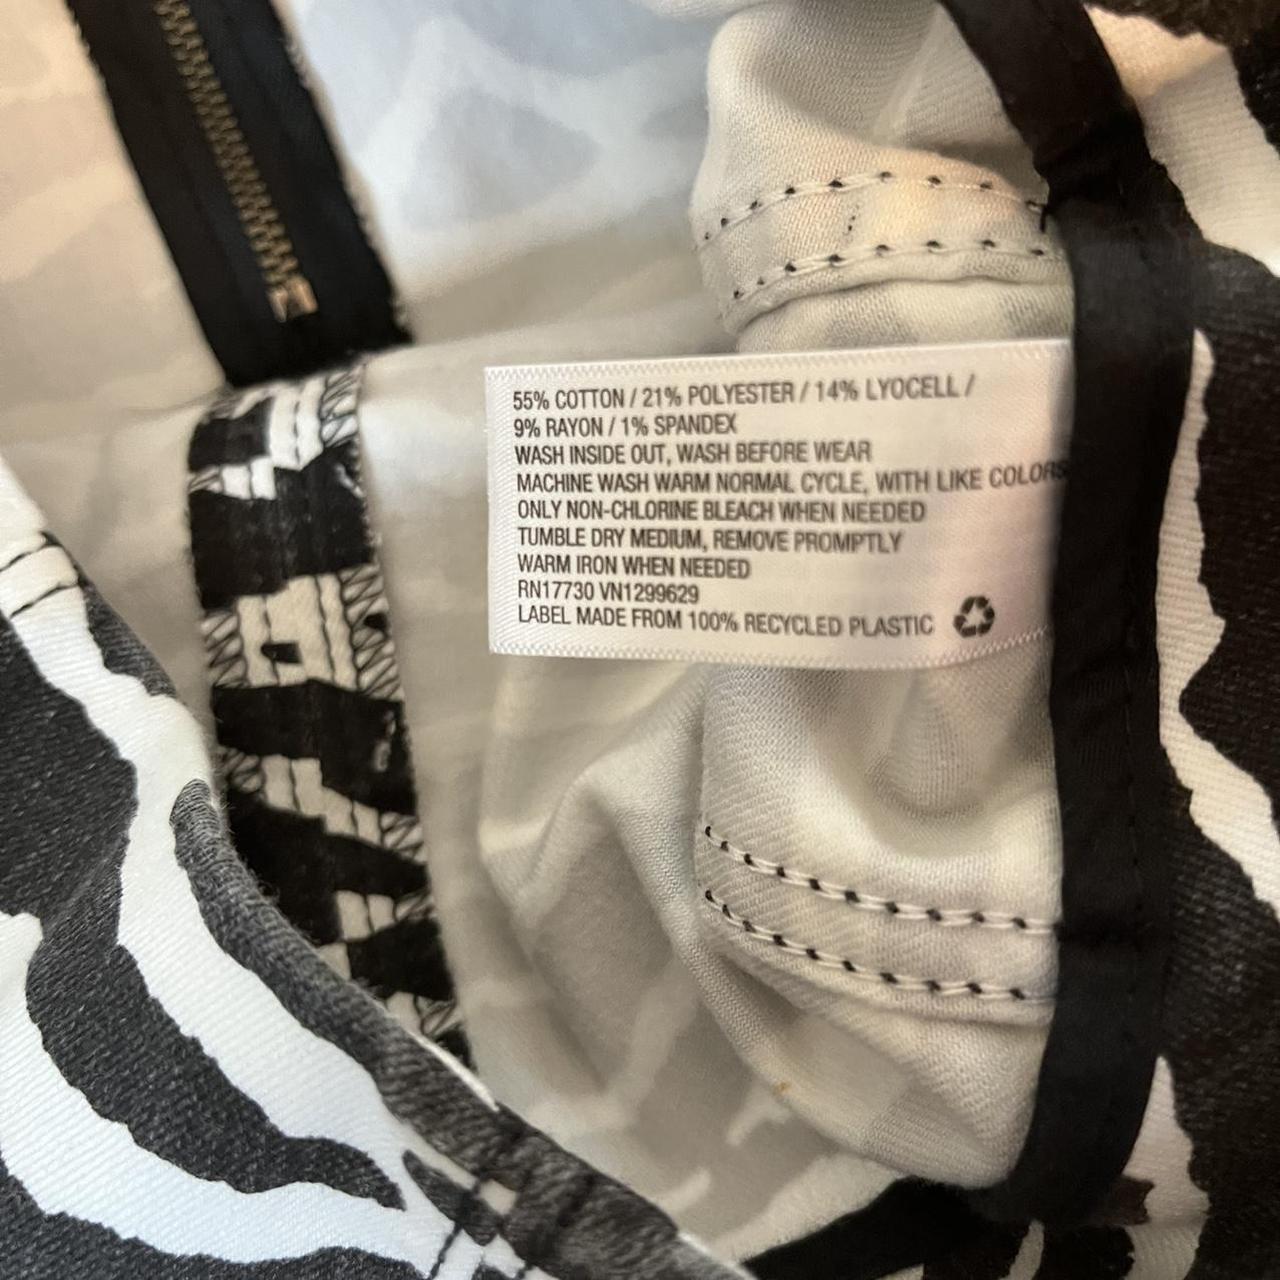 55% COTTON / 21% POLYESTER / 14% LYOCELL /
9% RAYON / 1% SPANDEX
WASH INSIDE OUT, WASH BEFORE WEAR
MACHINE WASH WARM NORMAL CYCLE, WITH LIKE COLORS
ONLY NON-CHLORINE BLEACH WHEN NEEDED
TUMBLE DRY MEDIUM, REMOVE PROMPTLY
WARM IRON WHEN NEEDED
RN17730 VN1299629
LABEL MADE FROM 100% RECYCLED PLASTIC